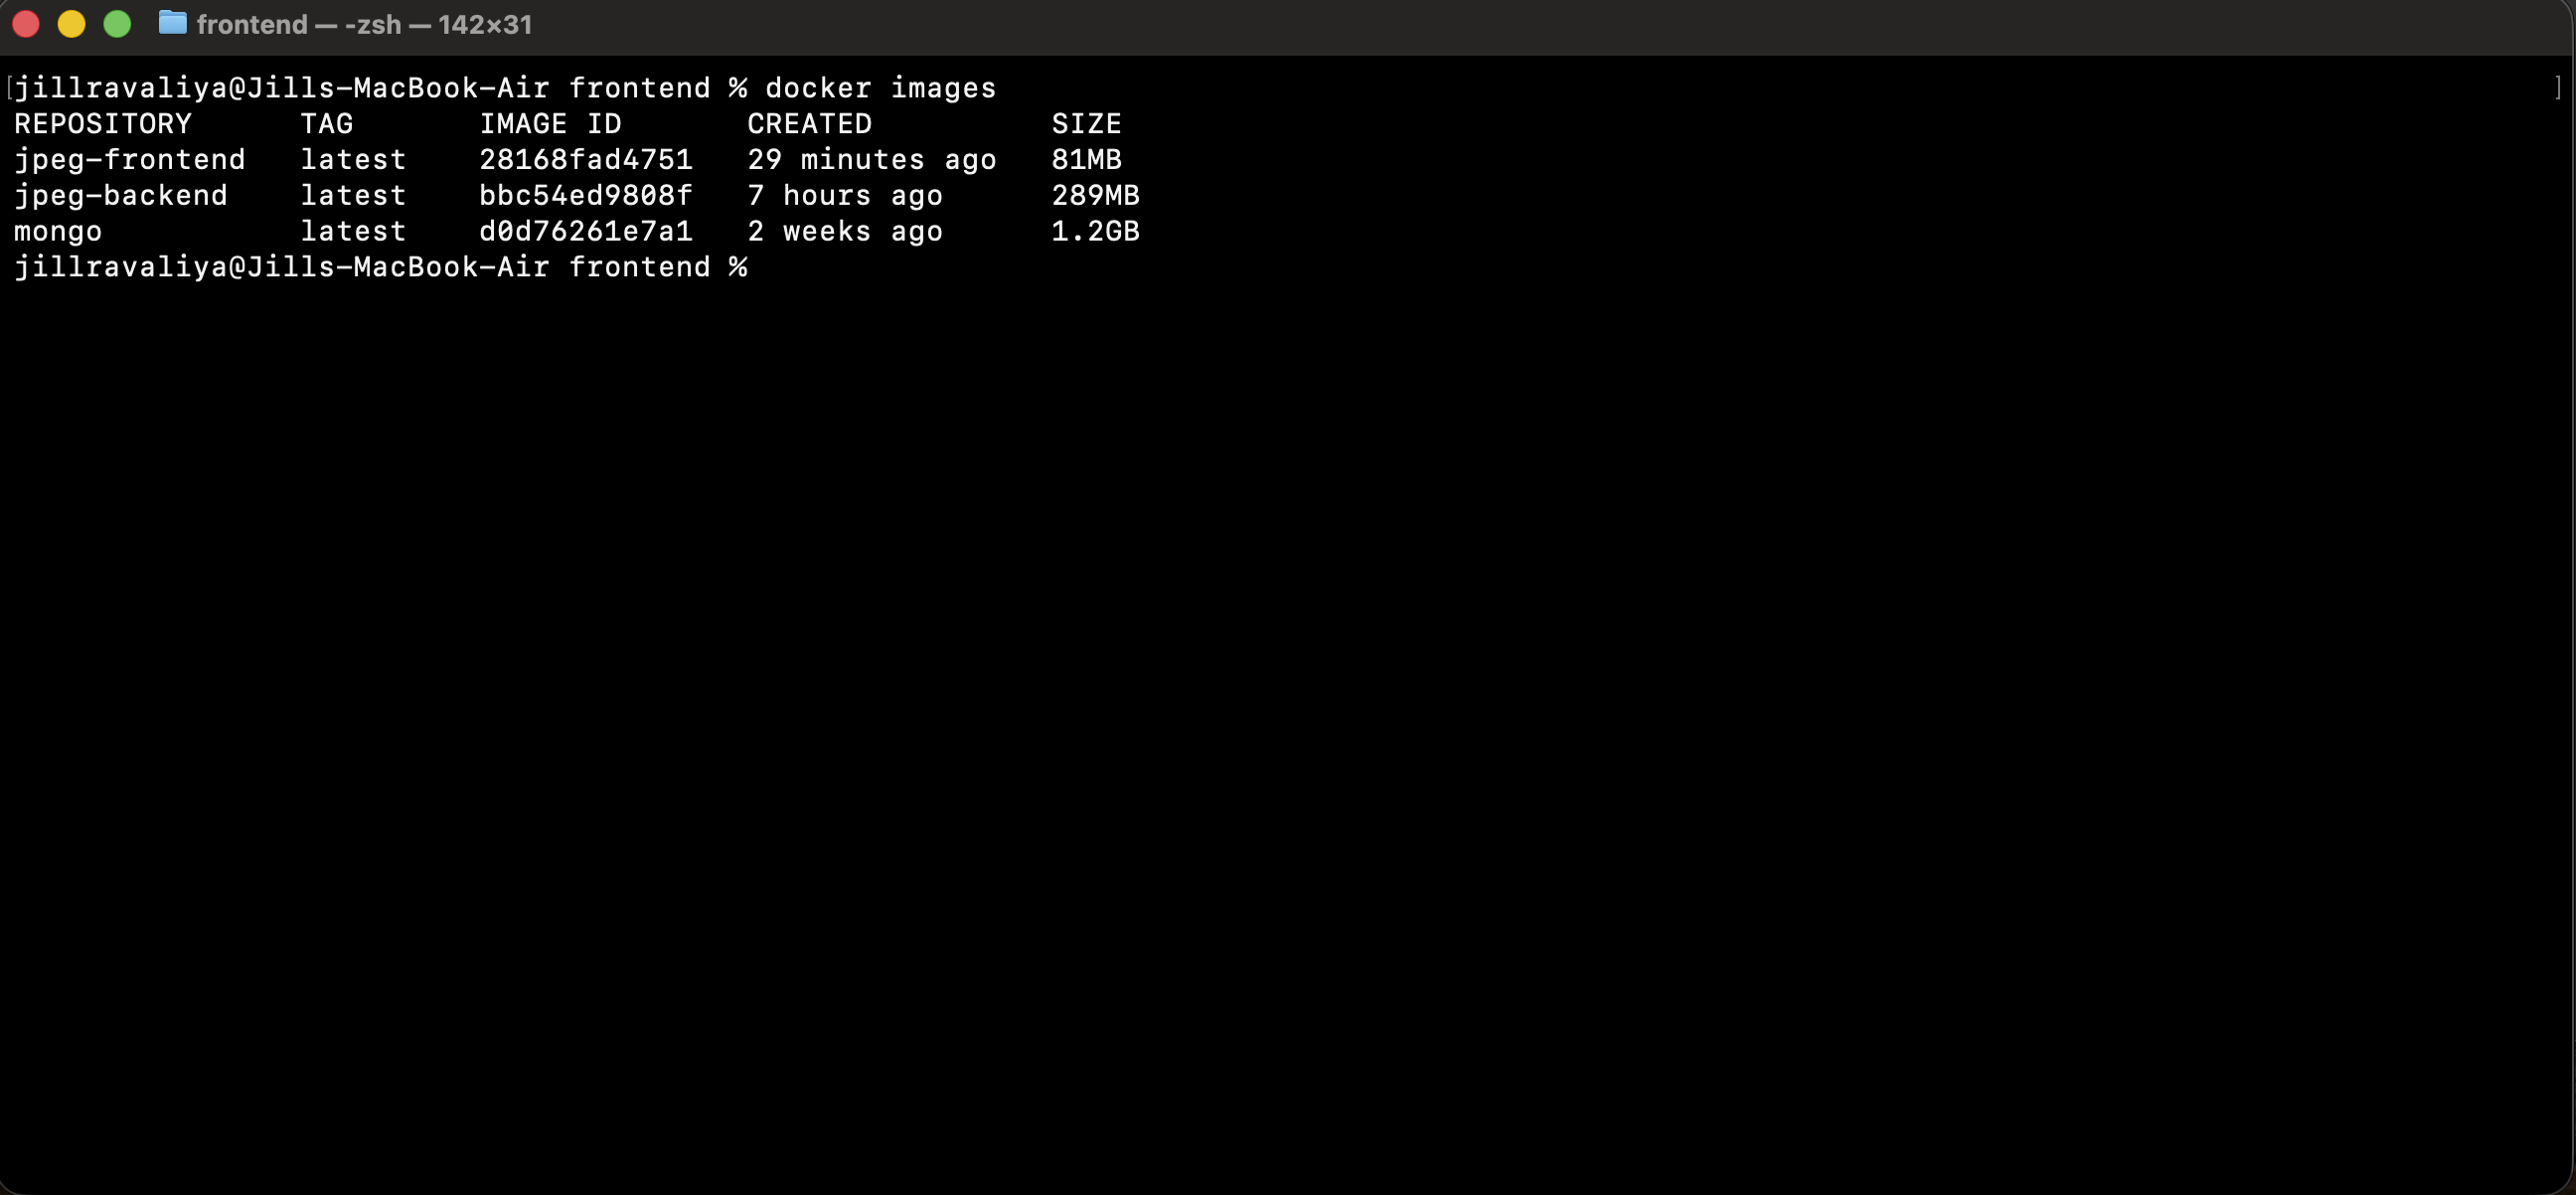 frontend — -zsh — 142×31
[jillravaliya@Jills-MacBook-Air frontend % docker images ]
REPOSITORY TAG IMAGE ID CREATED SIZE
jpeg-frontend latest 28168fad4751 29 minutes ago 81MB
jpeg-backend latest bbc54ed9808f 7 hours ago 289MB
mongo latest d0d76261e7a1 2 weeks ago 1.2GB
jillravaliya@Jills-MacBook-Air frontend %